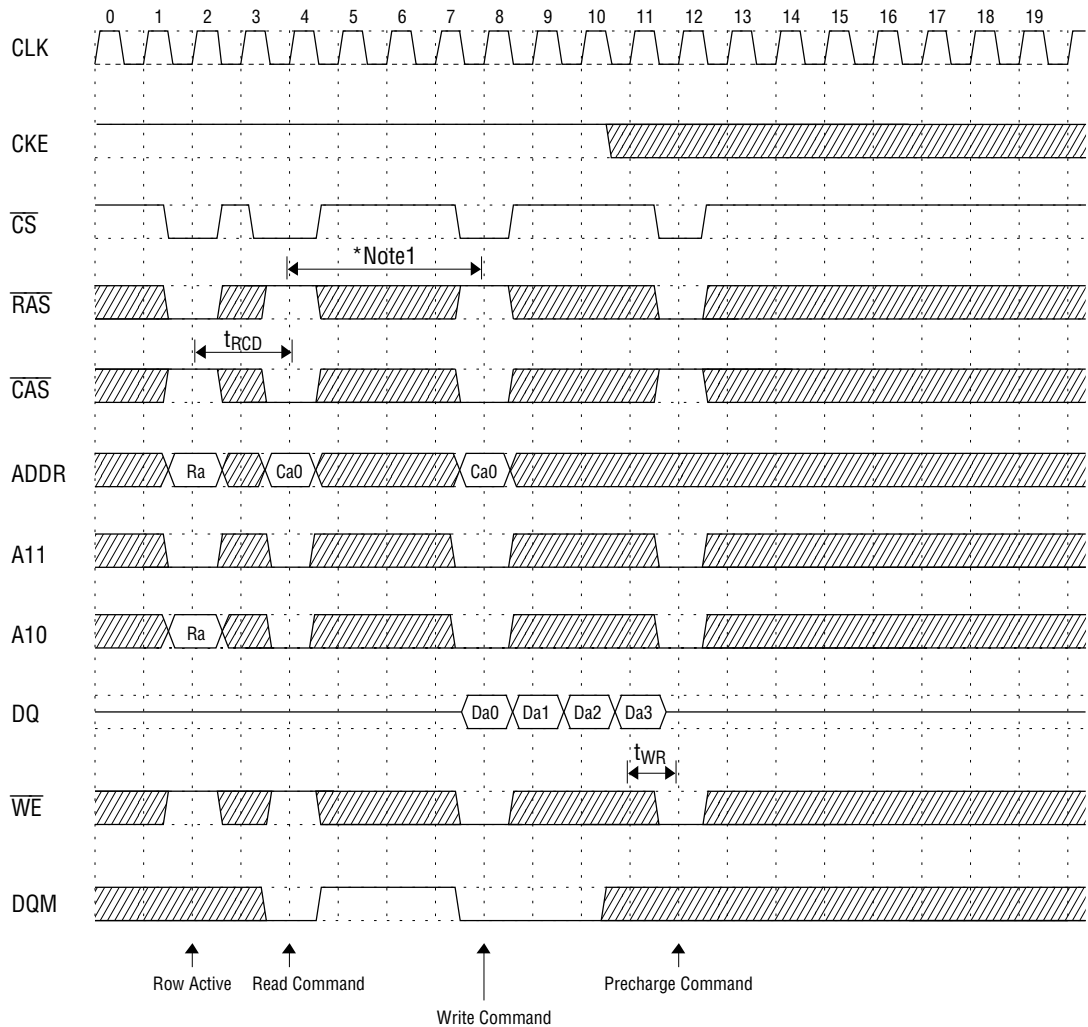 0 1 2 3 4 5 6 7 8 9 10 11 12 13 14 15 16 17 18 19
CLK
CKE
CS
*Note1
RAS
tRCD
CAS
ADDR Ra Ca0 Ca0
A11
A10 Ra
DQ Da0 Da1 Da2 Da3
tWR
WE
DQM
Row Active Read Command Precharge Command
Write Command